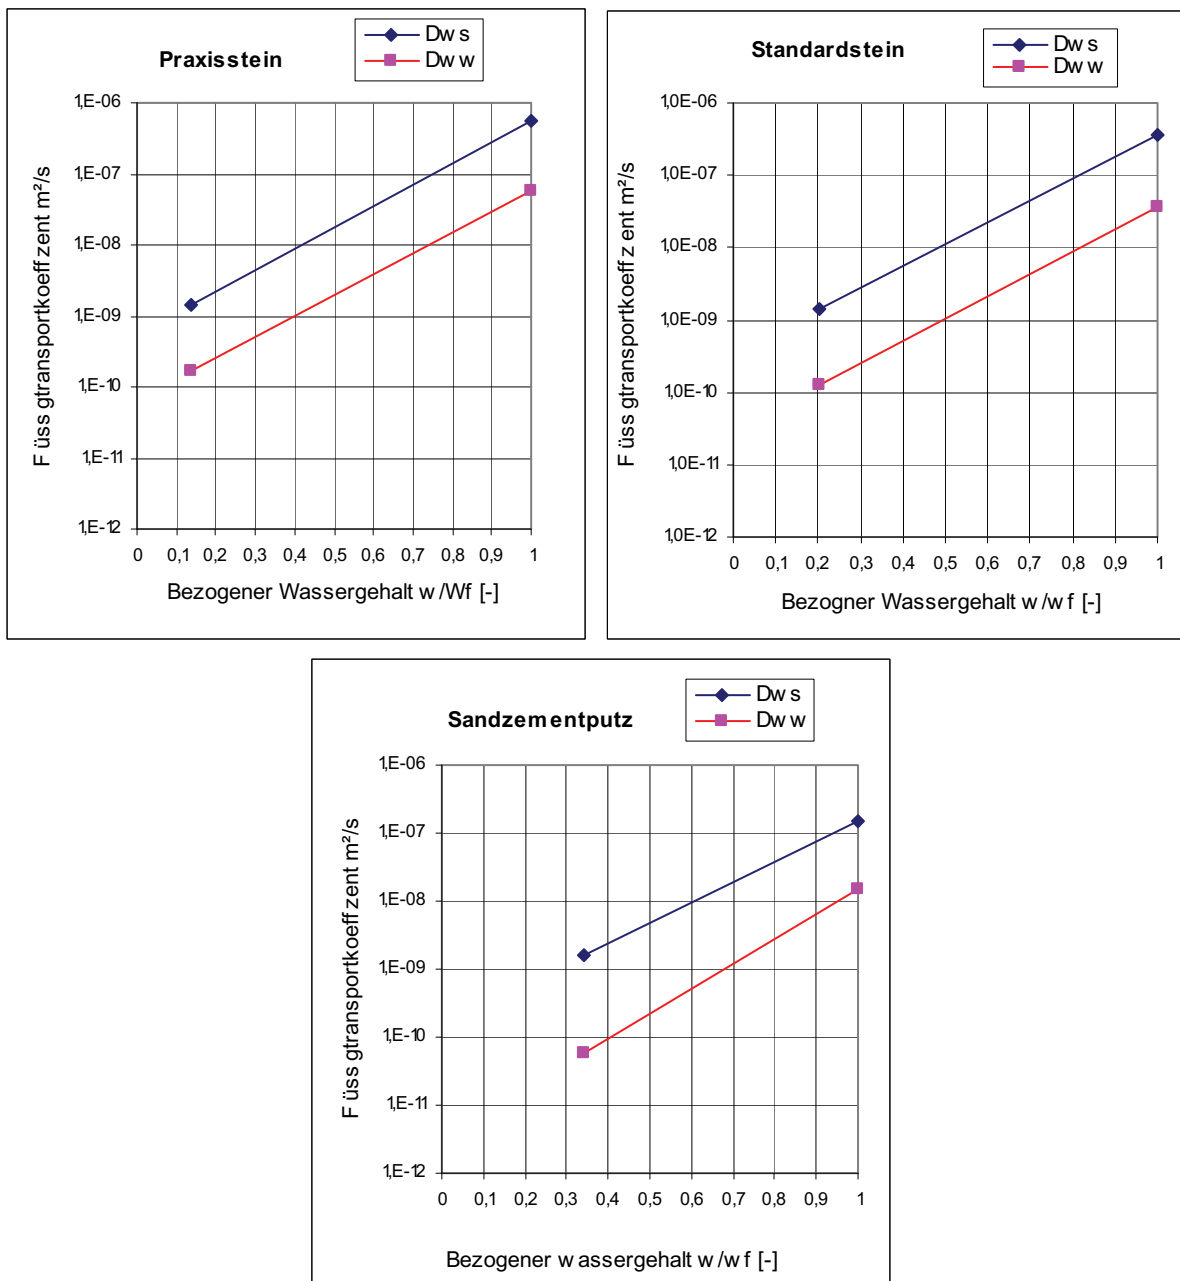 Praxisstein
Dw s
Dw w
1,E-06
1,E-07
1,E-08
1,E-09
1,E-10
1,E-11
1,E-12
0 0,1 0,2 0,3 0,4 0,5 0,6 0,7 0,8 0,9 1
F üss gtransportkoeff zent m²/s
Bezogener Wassergehalt w/Wf [-]
Standardstein
Dw s
Dw w
1,0E-06
1,0E-07
1,0E-08
1,0E-09
1,0E-10
1,0E-11
1,0E-12
0 0,1 0,2 0,3 0,4 0,5 0,6 0,7 0,8 0,9 1
F üss gtransportkoeff z ent m²/s
Bezogner Wassergehalt w/w f [-]
Sandzementputz
Dw s
Dw w
1,E-06
1,E-07
1,E-08
1,E-09
1,E-10
1,E-11
1,E-12
0 0,1 0,2 0,3 0,4 0,5 0,6 0,7 0,8 0,9 1
F üss gtransportkoeff zent m²/s
Bezogener w assergehalt w/w f [-]